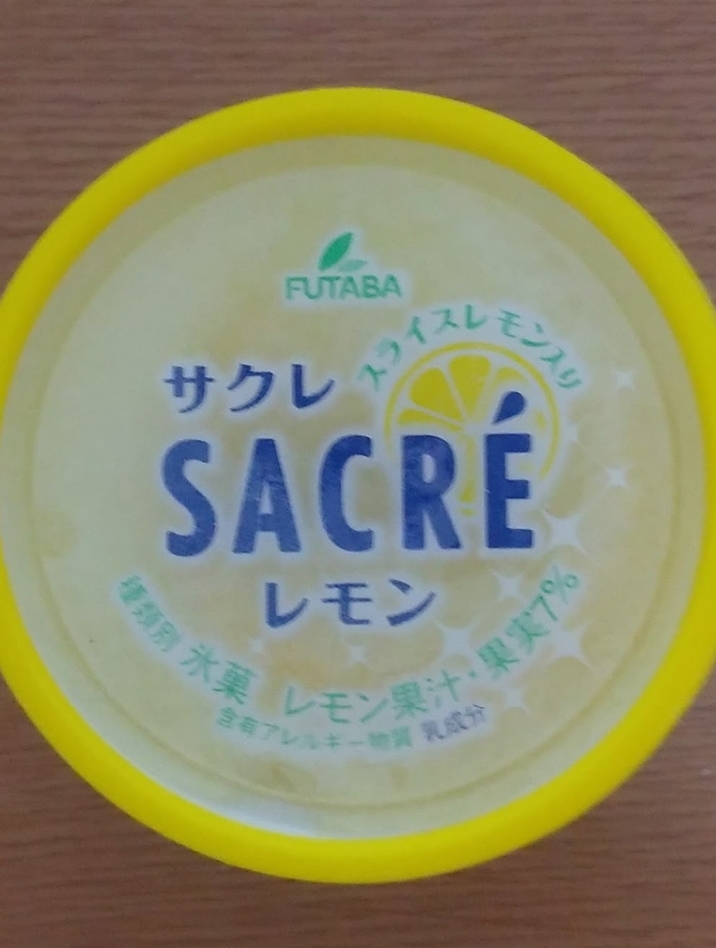 FUTABA
スライスレモン入り
サクレ
SACRÉ
レモン
種類別 氷菓 レモン果汁・果実7%
含有アレルギー物質 乳成分